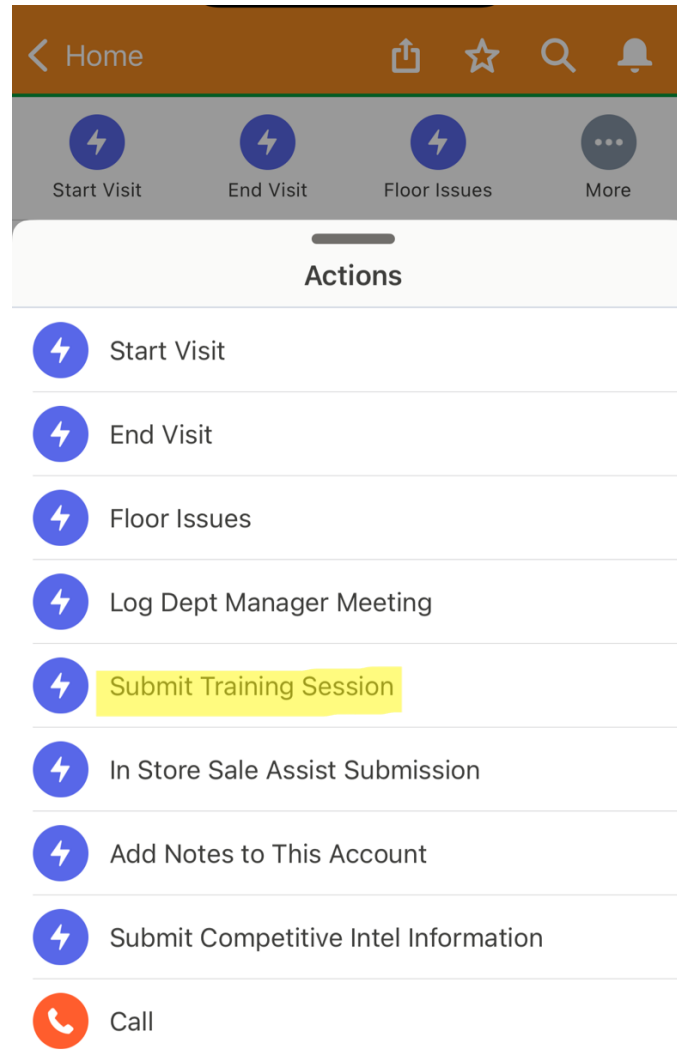 Home
Start Visit End Visit Floor Issues More
Actions
Start Visit
End Visit
Floor Issues
Log Dept Manager Meeting
Submit Training Session
In Store Sale Assist Submission
Add Notes to This Account
Submit Competitive Intel Information
Call